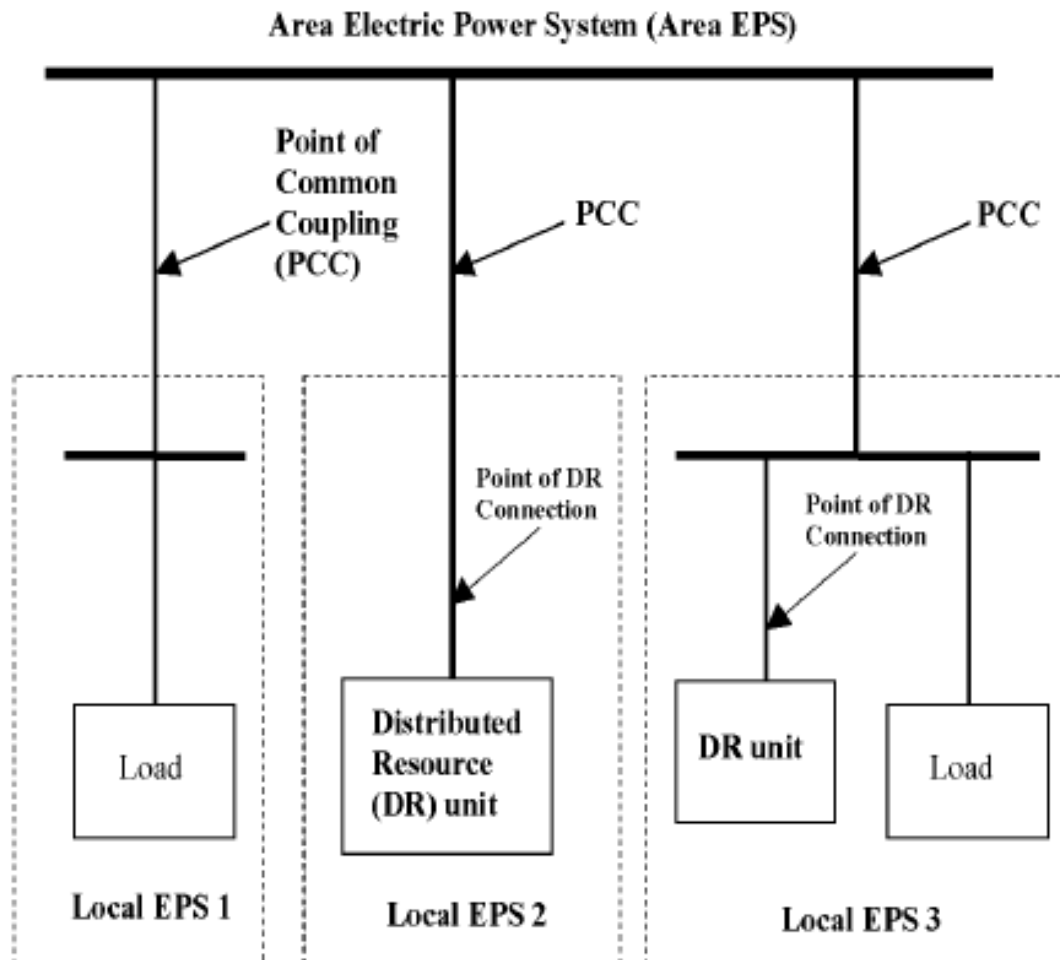 Area Electric Power System (Area EPS)
Point of
Common
Coupling
(PCC)
PCC
PCC
Point of DR
Connection
Point of DR
Connection
Load
Distributed
Resource
(DR) unit
DR unit
Load
Local EPS 1
Local EPS 2
Local EPS 3